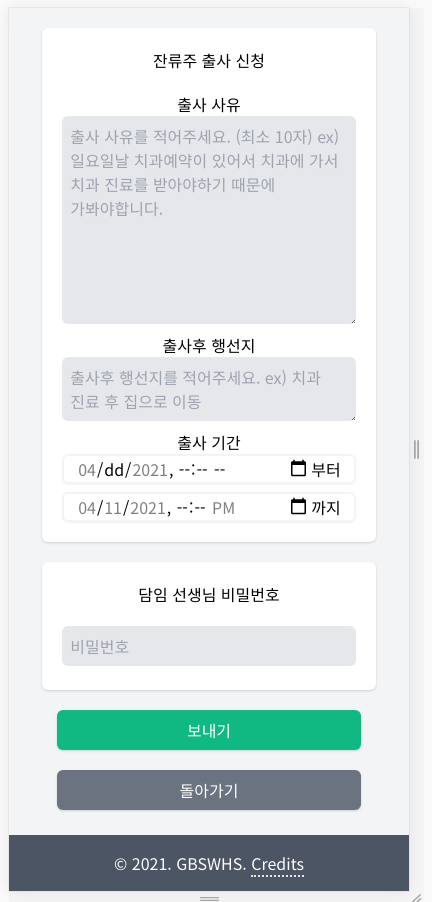 잔류주 출사 신청
출사 사유
출사 사유를 적어주세요. (최소 10자) ex)
일요일날 치과예약이 있어서 치과에 가서
치과 진료를 받아야하기 때문에
가봐야합니다.
출사후 행선지
출사후 행선지를 적어주세요. ex) 치과
진료 후 집으로 이동
출사 기간
04/dd/2021, --:-- -- 부터
04/11/2021, --:-- PM 까지
담임 선생님 비밀번호
비밀번호
보내기
돌아가기
© 2021. GBSWHS. Credits